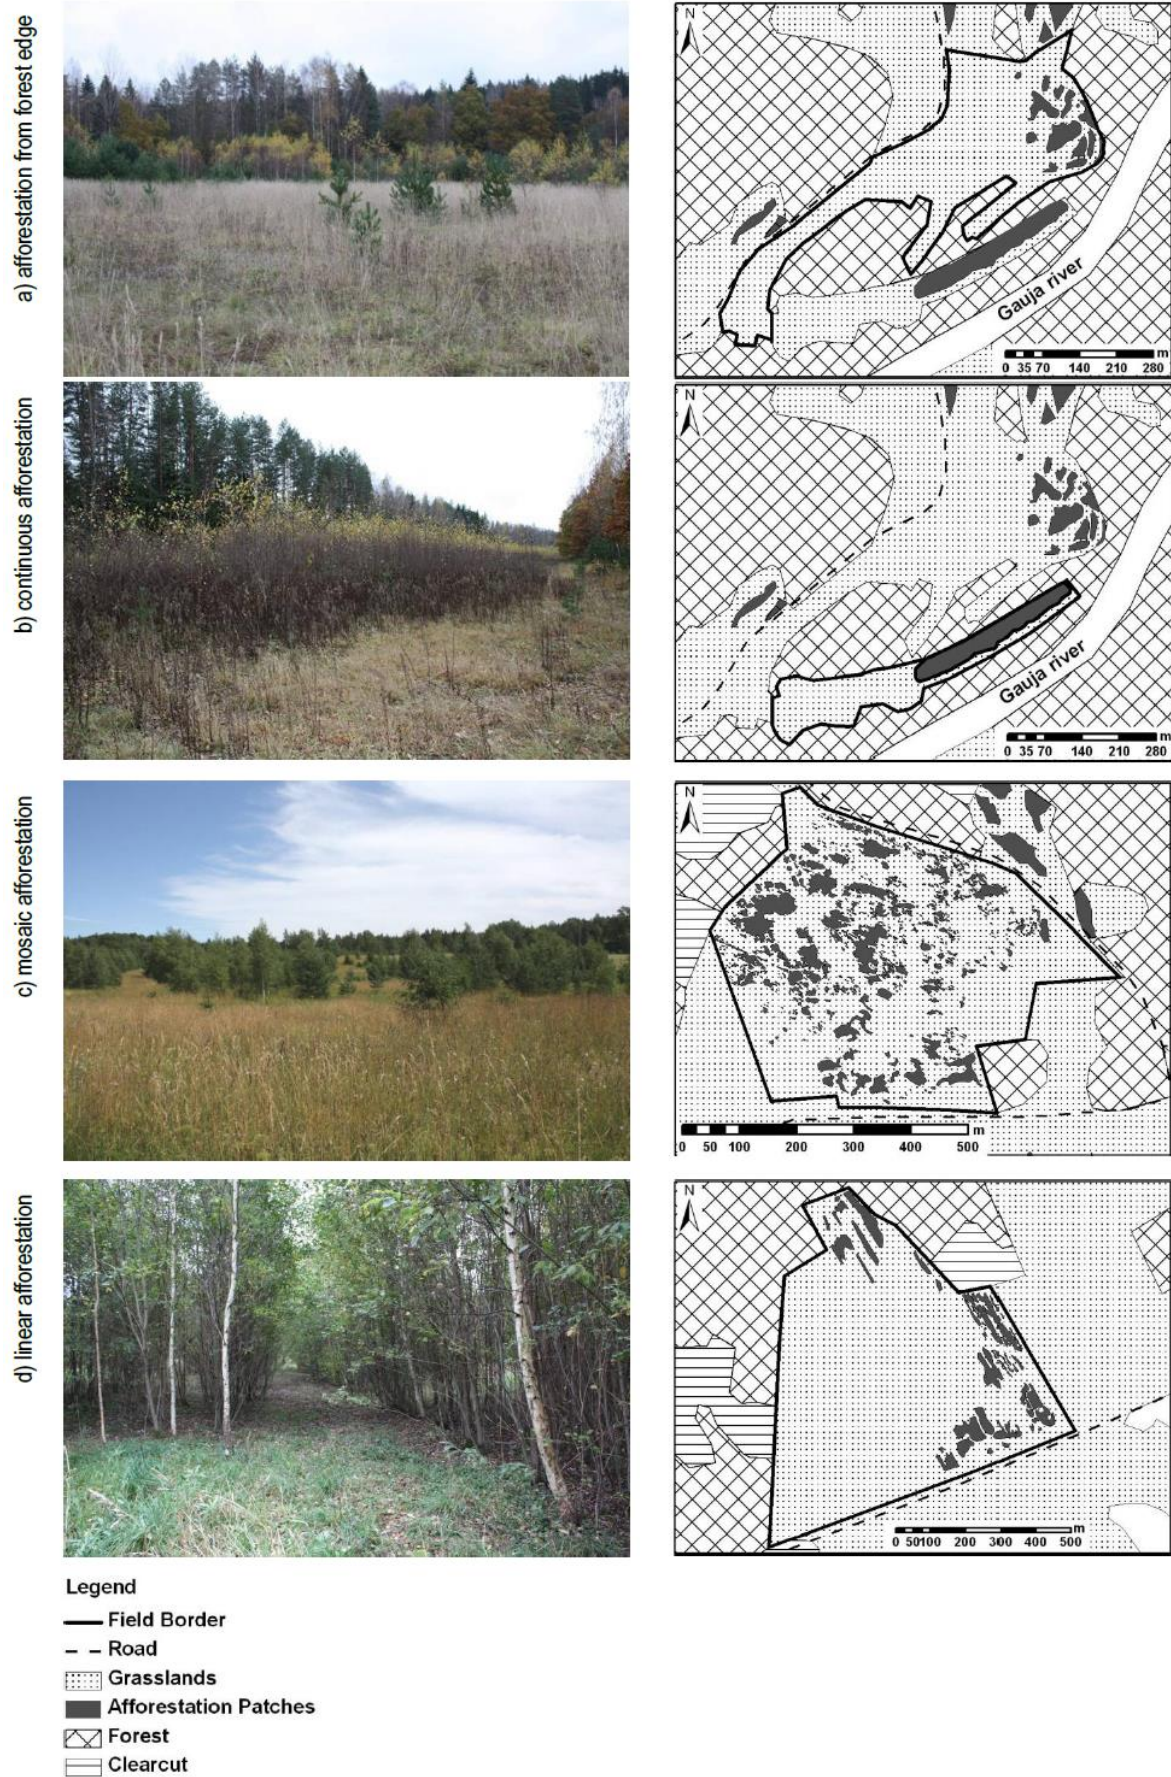 a) afforestation from forest edge
N
Gauja river
m
0 35 70 140 210 280
b) continuous afforestation
N
Gauja river
m
0 35 70 140 210 280
c) mosaic afforestation
N
m
0 50 100 200 300 400 500
d) linear afforestation
N
m
0 50100 200 300 400 500
Legend
Field Border
Road
Grasslands
Afforestation Patches
Forest
Clearcut